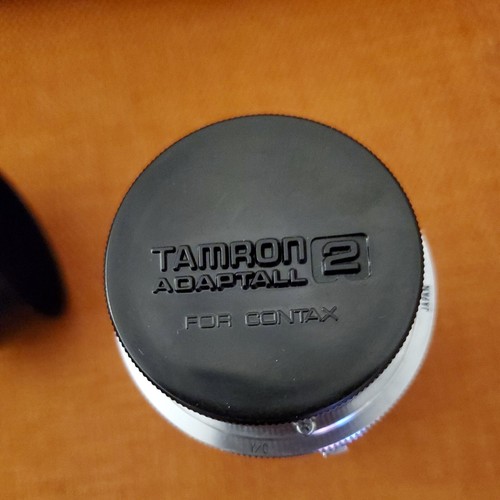 TAMRON
ADAPTALL 2
FOR CONTAX
JAPAN
Y/C